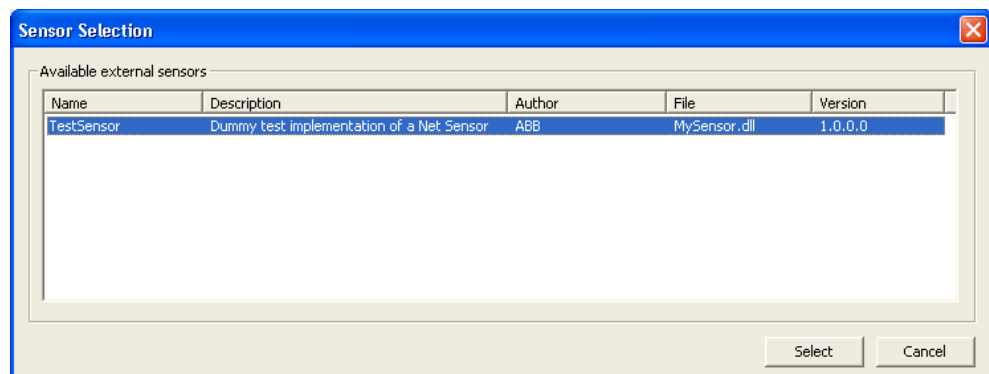 Sensor Selection
Available external sensors
Name Description Author File Version
TestSensor Dummy test implementation of a Net Sensor ABB MySensor.dll 1.0.0.0
Select Cancel